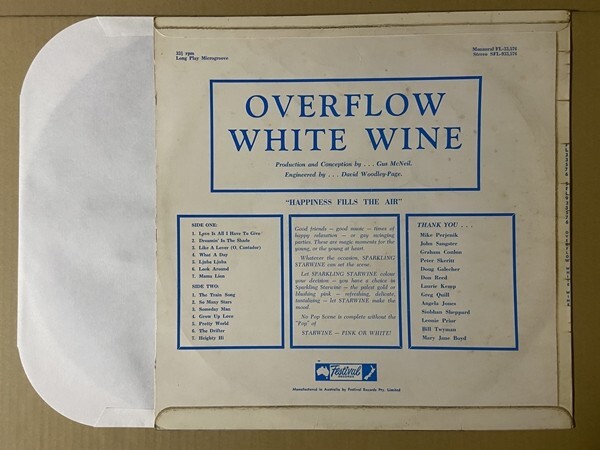 33⅓ rpm
Long Play Microgroove
Monaural FL-33,574
Stereo SFL-933,574
OVERFLOW
WHITE WINE
Production and Conception by . . . Gus McNeil.
Engineered by . . . David Woodley-Page.
"HAPPINESS FILLS THE AIR"
SIDE ONE:
1. Love Is All I Have To Give
2. Dreamin' In The Shade
3. Like A Lover (O, Cantador)
4. What A Day
5. Ljuba Ljuba
6. Look Around
7. Mama Lion
SIDE TWO:
1. The Train Song
2. So Many Stars
3. Someday Man
4. Grow Up Love
5. Pretty World
6. The Drifter
7. Heighty Hi
Good friends — good music — times of
happy relaxation — or gay swinging
parties. These are magic moments for the
young, or the young at heart.
Whatever the occasion, SPARKLING
STARWINE can set the scene.
Let SPARKLING STARWINE colour
your decision — you have a choice in
Sparkling Starwine — the palest gold or
blushing pink — refreshing, delicate,
tantalising — let STARWINE make the
mood.
No Pop Scene is complete without the
"Pop" of
STARWINE — PINK OR WHITE!
THANK YOU . . .
Mike Perjanik
John Sangster
Graham Conlan
Peter Skeritt
Doug Gallacher
Don Reed
Laurie Kempp
Greg Quill
Angela Jones
Siobhan Sheppard
Leonie Prior
Bill Twyman
Mary Jane Boyd
Festival
RECORDS
Manufactured in Australia by Festival Records Pty. Limited